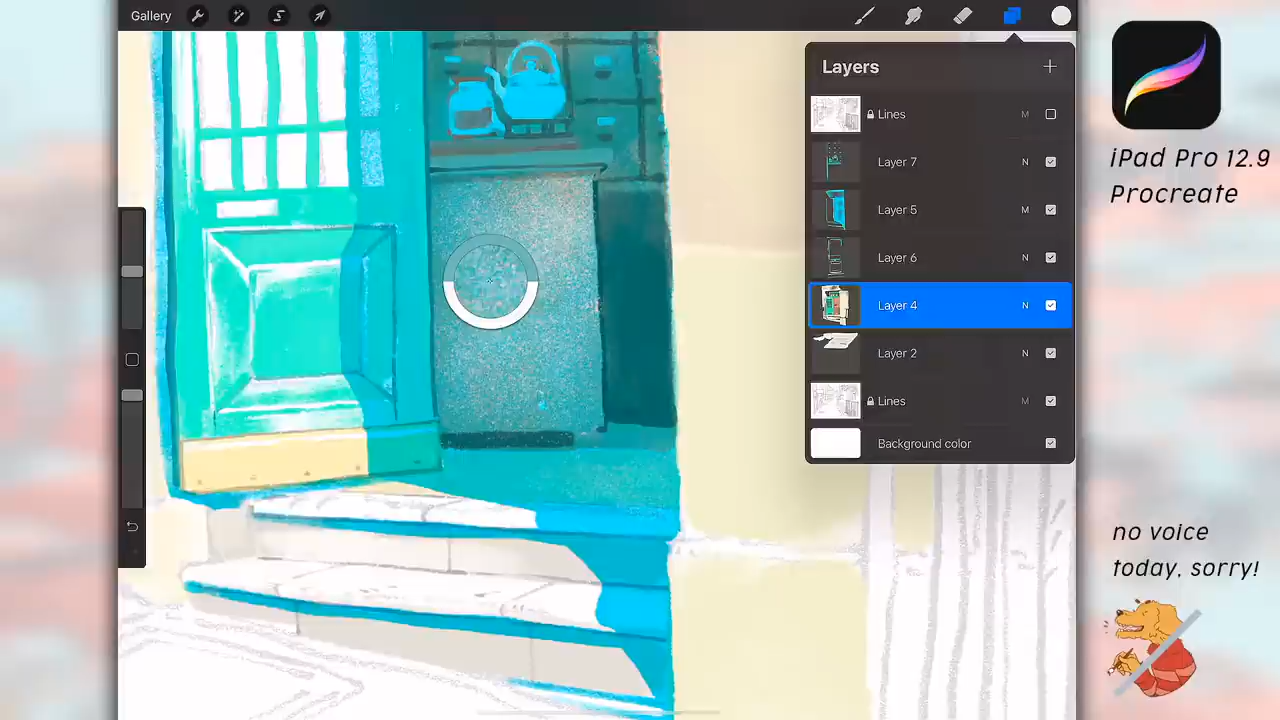 Gallery
Layers
Lines M
Layer 7 N
Layer 5 M
Layer 6 N
Layer 4 N
Layer 2 N
Lines M
Background color
iPad Pro 12.9
Procreate
no voice
today, sorry!